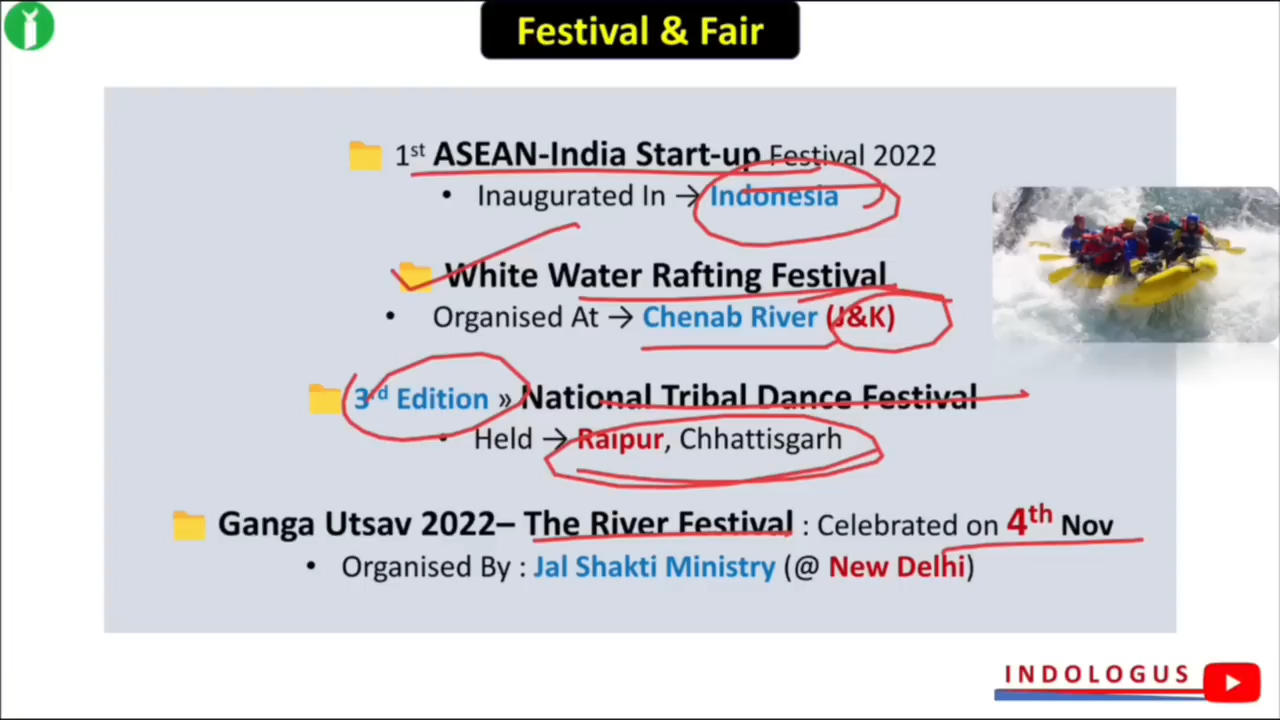 Festival & Fair
1st ASEAN-India Start-up Festival 2022
• Inaugurated In → Indonesia
White Water Rafting Festival
• Organised At → Chenab River (J&K)
3rd Edition » National Tribal Dance Festival
• Held → Raipur, Chhattisgarh
Ganga Utsav 2022– The River Festival : Celebrated on 4th Nov
• Organised By : Jal Shakti Ministry (@ New Delhi)
INDOLOGUS